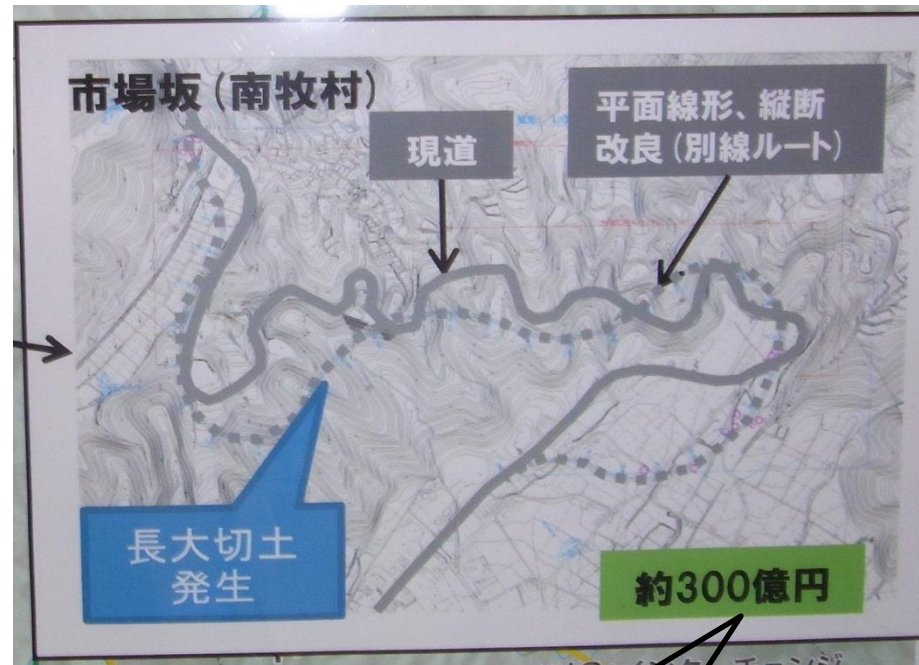 市場坂(南牧村)
現道
平面線形、縦断
改良(別線ルート)
長大切土
発生
約300億円